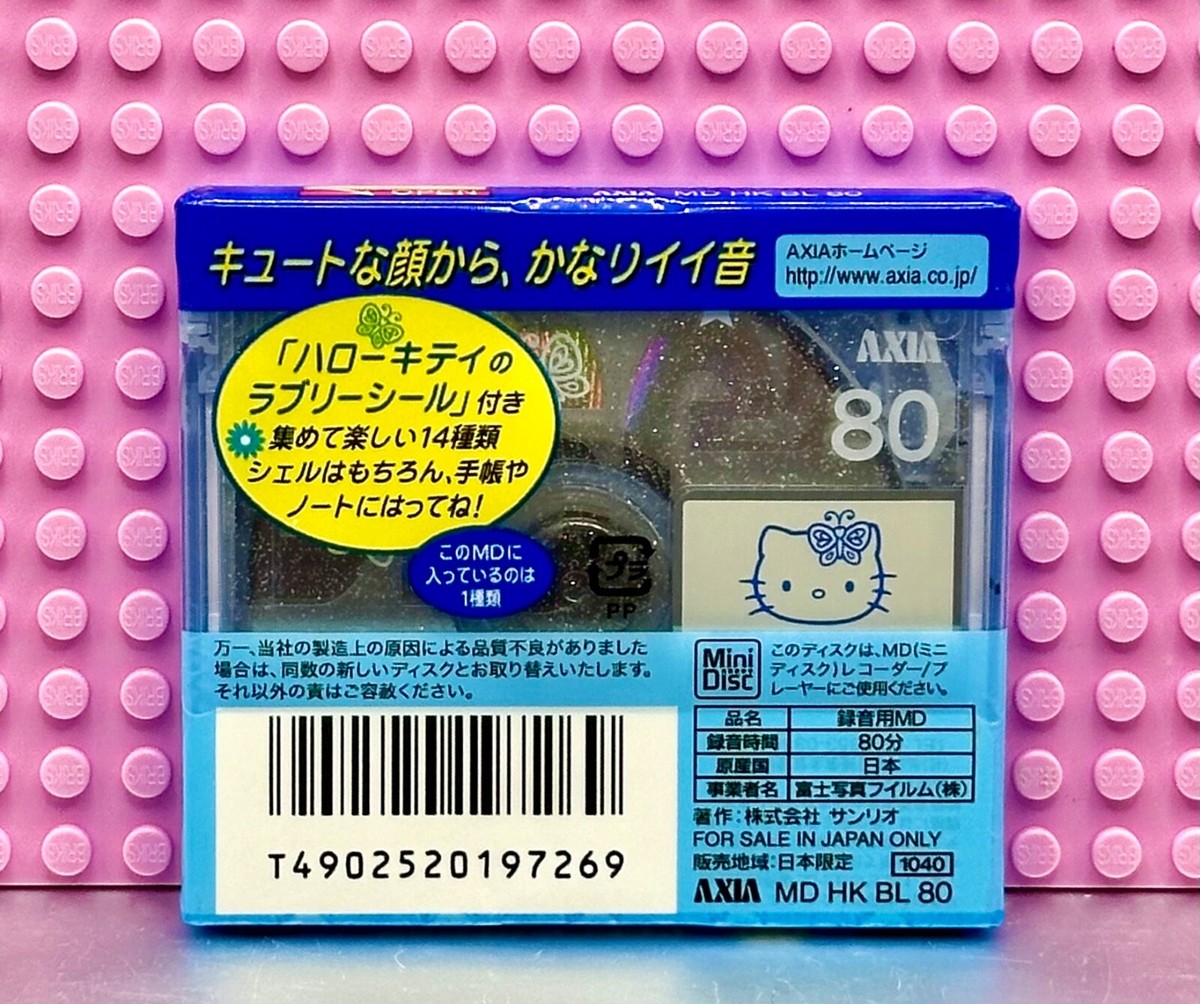 OPEN
AXIA MD HK BL 80
キュートな顔から、かなりイイ音
AXIAホームページ
http://www.axia.co.jp/
「ハローキティの
ラブリーシール」付き
集めて楽しい14種類
シェルはもちろん、手帳や
ノートにはってね!
このMDに
入っているのは
1種類
AXIA
80
プラ
PP
万一、当社の製造上の原因による品質不良がありました
場合は、同数の新しいディスクとお取り替えいたします。
それ以外の責はご容赦ください。
Mini
Disc
このディスクは、MD(ミニ
ディスク)レコーダー/プ
レーヤーにご使用ください。
品名 録音用MD
録音時間 80分
原産国 日本
事業者名 富士写真フイルム(株)
著作:株式会社 サンリオ
FOR SALE IN JAPAN ONLY
販売地域:日本限定 1040
AXIA MD HK BL 80
T4902520197269